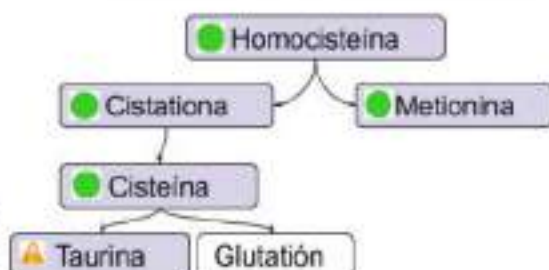 Homocisteína
Cistationa
Metionina
Cisteína
Taurina
Glutatión